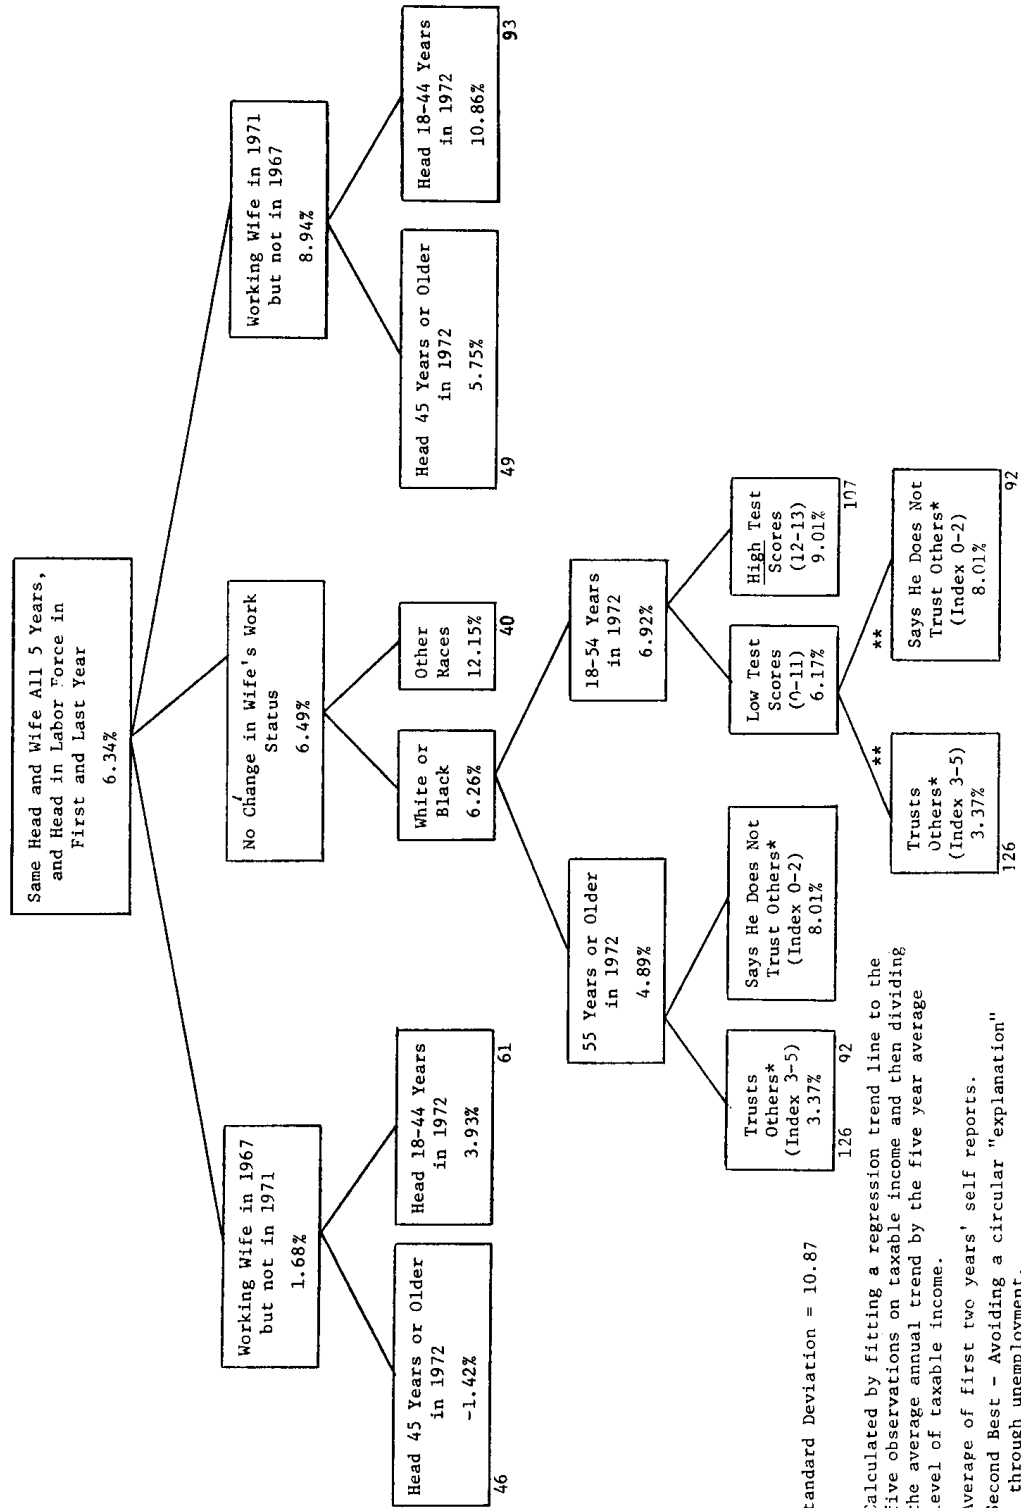 Same Head and Wife All 5 Years,
and Head in Labor Force in
First and Last Year
6.34%
Working Wife in 1967
but not in 1971
1.68%
No Change in Wife's Work
Status
6.49%
Working Wife in 1971
but not in 1967
8.94%
Head 45 Years or Older
in 1972
-1.42%
46
Head 18-44 Years
in 1972
3.93%
61
White or
Black
6.26%
Other
Races
12.15%
40
Head 45 Years or Older
in 1972
5.75%
49
Head 18-44 Years
in 1972
10.86%
93
55 Years or Older
in 1972
4.89%
18-54 Years
in 1972
6.92%
Trusts
Others*
(Index 3-5)
3.37%
126
92
Says He Does Not
Trust Others*
(Index 0-2)
8.01%
Low Test
Scores
(0-11)
6.17%
High Test
Scores
(12-13)
9.01%
107
**
**
Trusts
Others*
(Index 3-5)
3.37%
126
Says He Does Not
Trust Others*
(Index 0-2)
8.01%
92
tandard Deviation = 10.87
alculated by fitting a regression trend line to the
five observations on taxable income and then dividing
the average annual trend by the five year average
evel of taxable income.
Average of first two years' self reports.
Second Best - Avoiding a circular "explanation"
through unemployment.